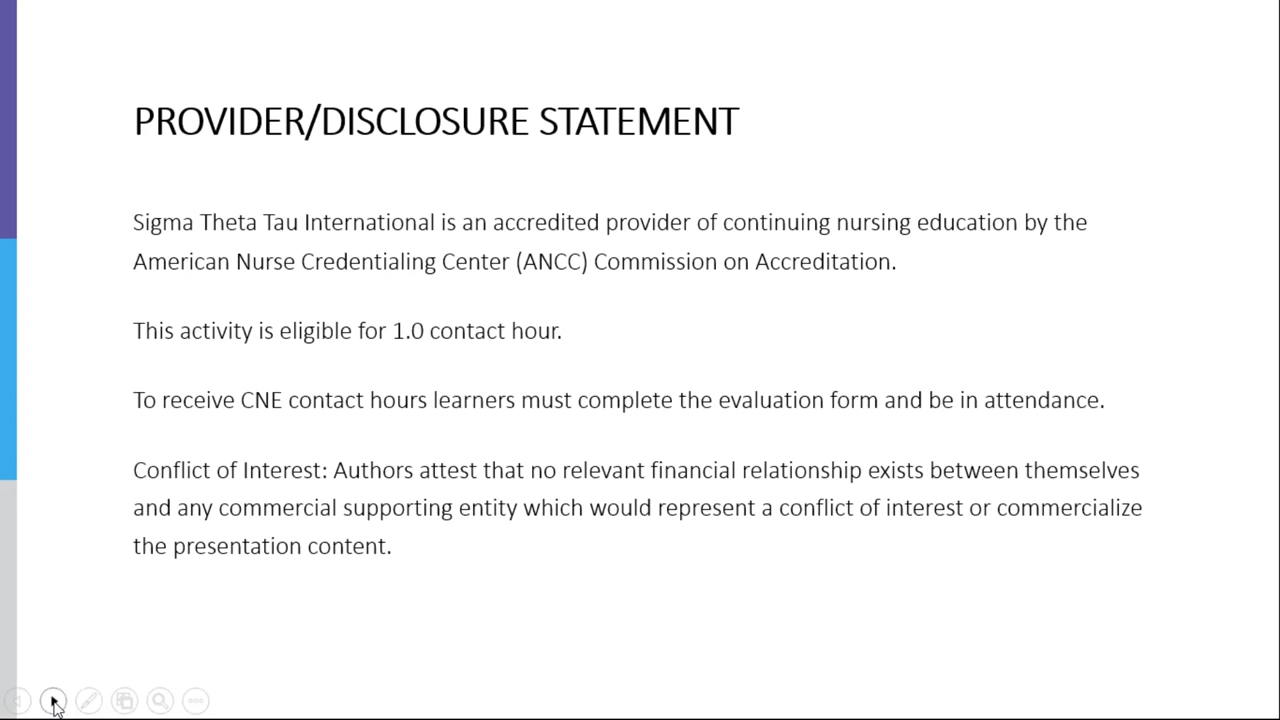 PROVIDER/DISCLOSURE STATEMENT
Sigma Theta Tau International is an accredited provider of continuing nursing education by the
American Nurse Credentialing Center (ANCC) Commission on Accreditation.
This activity is eligible for 1.0 contact hour.
To receive CNE contact hours learners must complete the evaluation form and be in attendance.
Conflict of Interest: Authors attest that no relevant financial relationship exists between themselves
and any commercial supporting entity which would represent a conflict of interest or commercialize
the presentation content.